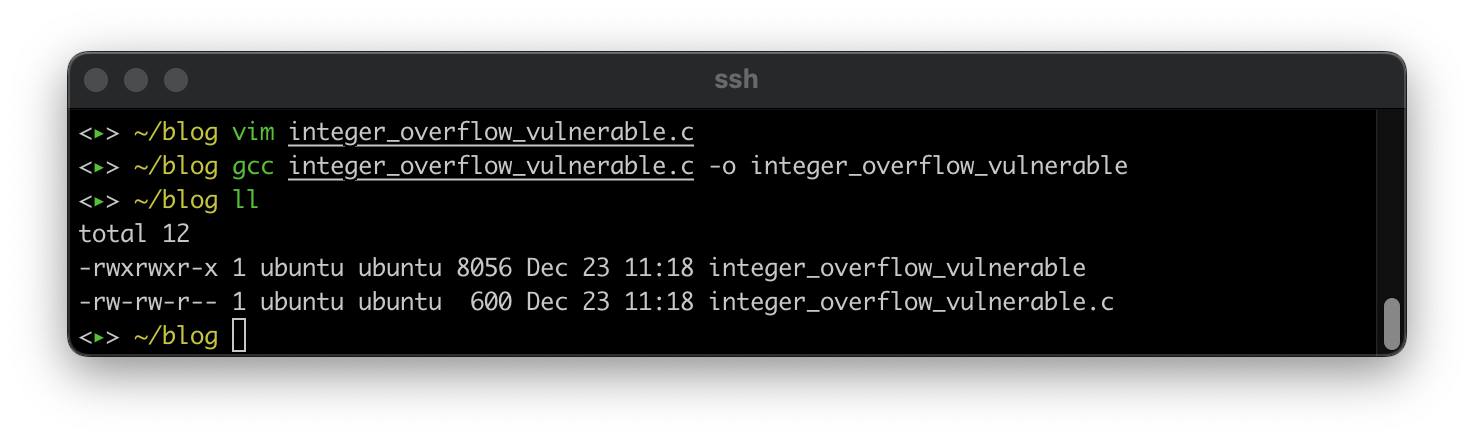 ssh
<▸> ~/blog vim integer_overflow_vulnerable.c
<▸> ~/blog gcc integer_overflow_vulnerable.c -o integer_overflow_vulnerable
<▸> ~/blog ll
total 12
-rwxrwxr-x 1 ubuntu ubuntu 8056 Dec 23 11:18 integer_overflow_vulnerable
-rw-rw-r-- 1 ubuntu ubuntu  600 Dec 23 11:18 integer_overflow_vulnerable.c
<▸> ~/blog